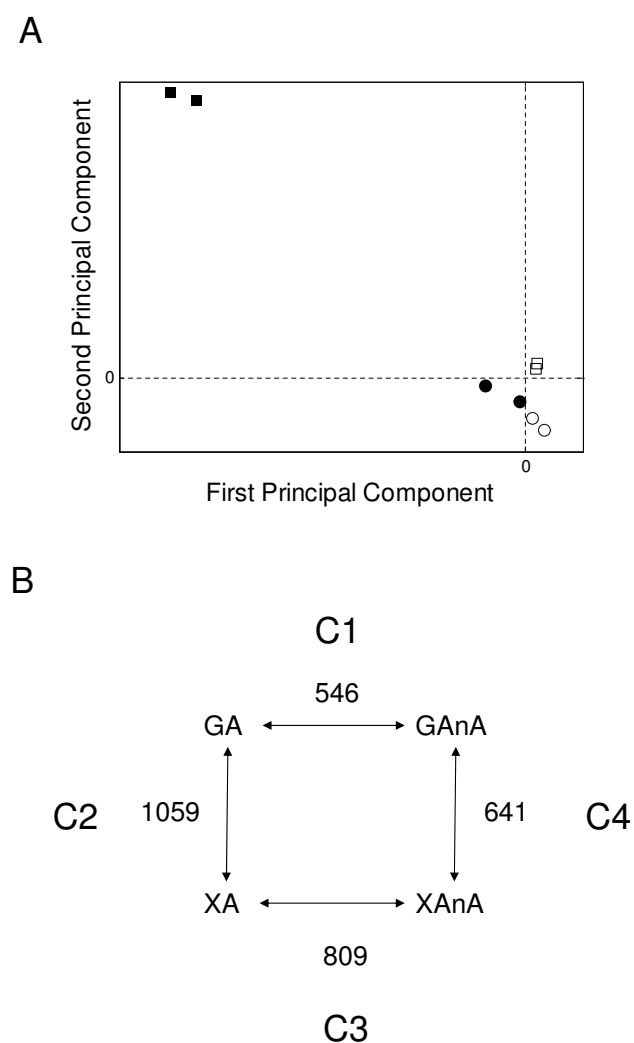 A
Second Principal Component
0
0
First Principal Component
B
C1
546
GA
GAnA
C2
1059
641
C4
XA
XAnA
809
C3